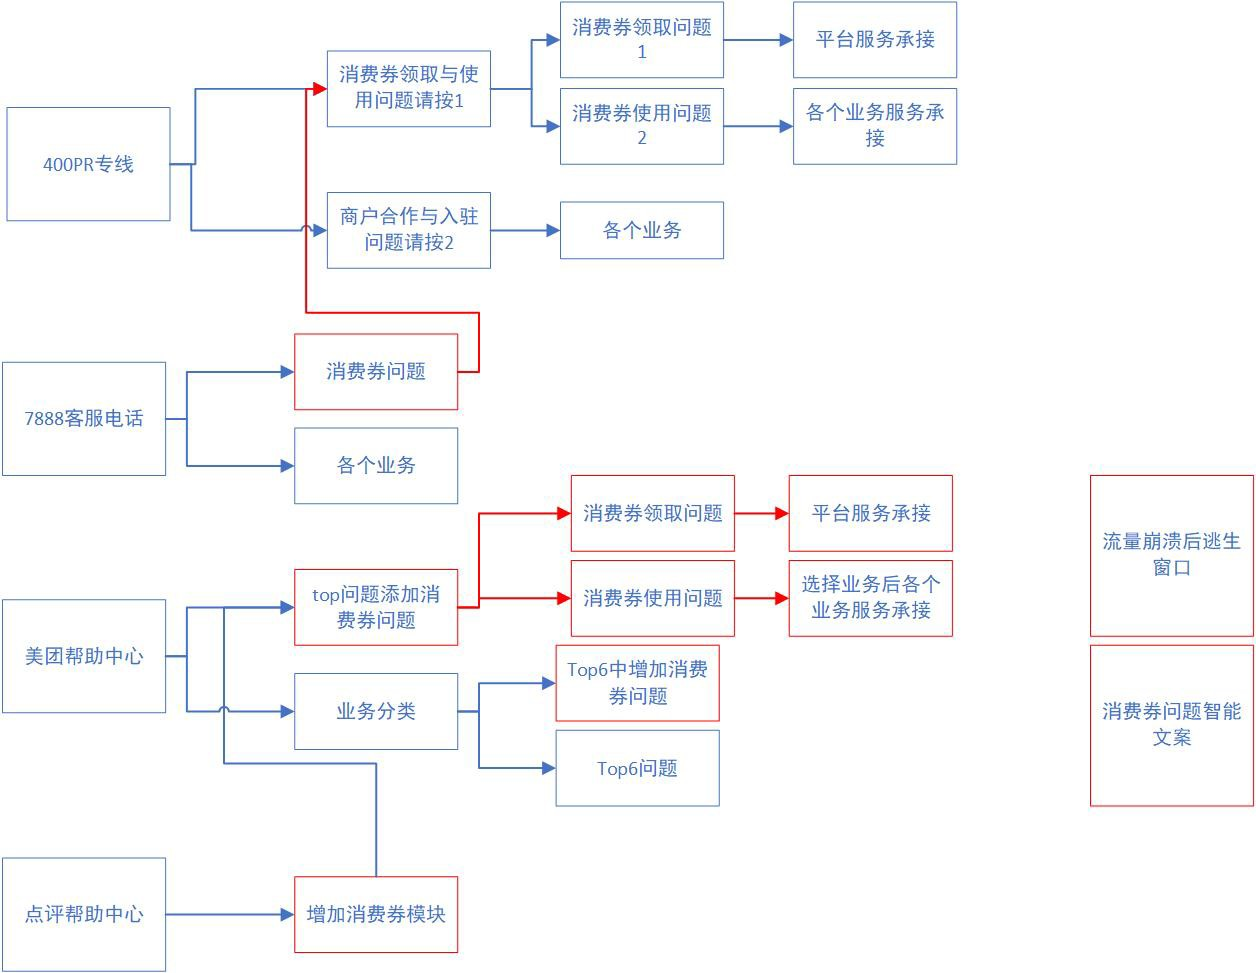 消费券领取问题
1
平台服务承接
消费券领取与使
用问题请按1
消费券使用问题
2
各个业务服务承
接
400PR专线
商户合作与入驻
问题请按2
各个业务
消费券问题
7888客服电话
各个业务
消费券领取问题
平台服务承接
流量崩溃后逃生
窗口
top问题添加消
费券问题
消费券使用问题
选择业务后各个
业务服务承接
美团帮助中心
业务分类
Top6中增加消费
券问题
Top6问题
消费券问题智能
文案
点评帮助中心
增加消费券模块